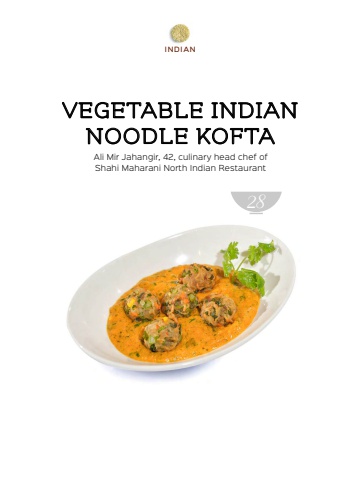 INDIAN
VEGETABLE INDIAN
NOODLE KOFTA
Ali Mir Jahangir, 42, culinary head chef of
Shahi Maharani North Indian Restaurant
28